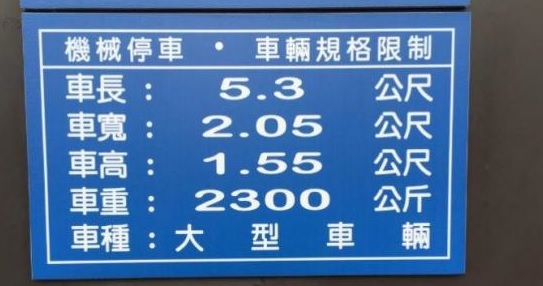 機械停車 • 車輛規格限制
車長: 5.3 公尺
車寬: 2.05 公尺
車高: 1.55 公尺
車重: 2300 公斤
車種:大型車輛